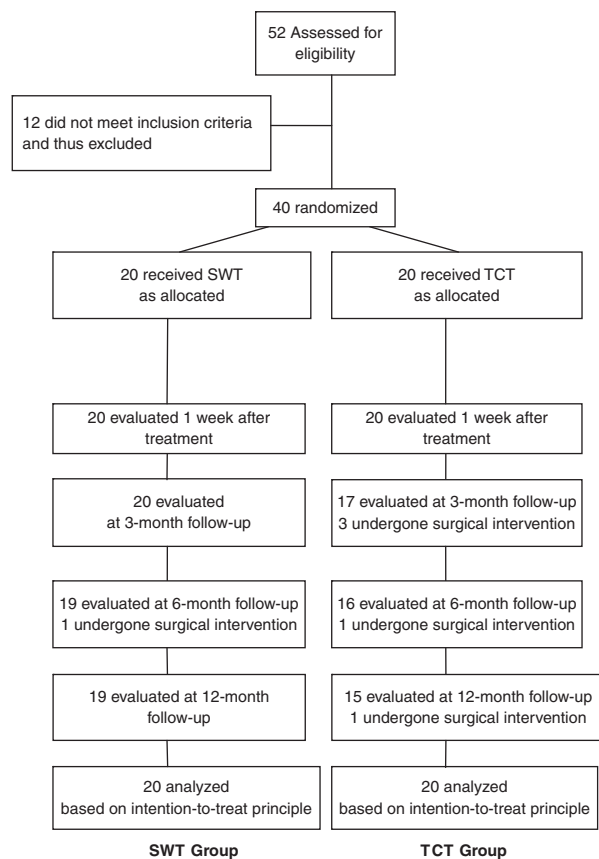 52 Assessed for
eligibility
12 did not meet inclusion criteria
and thus excluded
40 randomized
20 received SWT
as allocated
20 received TCT
as allocated
20 evaluated 1 week after
treatment
20 evaluated 1 week after
treatment
20 evaluated
at 3-month follow-up
17 evaluated at 3-month follow-up
3 undergone surgical intervention
19 evaluated at 6-month follow-up
1 undergone surgical intervention
16 evaluated at 6-month follow-up
1 undergone surgical intervention
19 evaluated at 12-month
follow-up
15 evaluated at 12-month follow-up
1 undergone surgical intervention
20 analyzed
based on intention-to-treat principle
20 analyzed
based on intention-to-treat principle
SWT Group
TCT Group